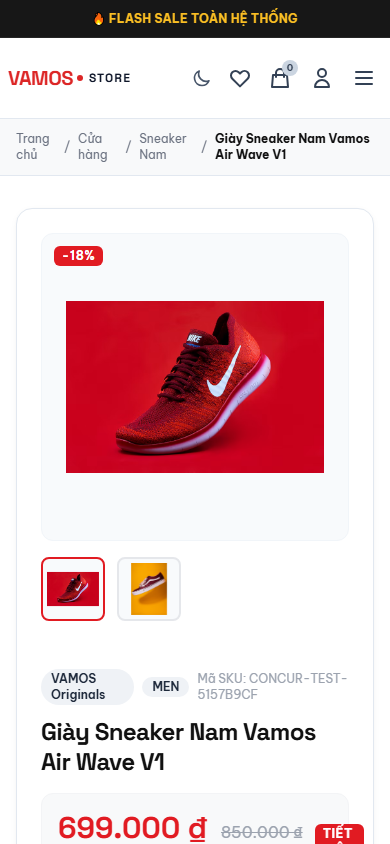 🔥 FLASH SALE TOÀN HỆ THỐNG
VAMOS • STORE
0
Trang chủ / Cửa hàng / Sneaker Nam / Giày Sneaker Nam Vamos Air Wave V1
-18%
NIKE
VAMOS Originals
MEN
Mã SKU: CONCUR-TEST-5157B9CF
Giày Sneaker Nam Vamos
Air Wave V1
699.000 ₫
850.000 ₫
TIẾT